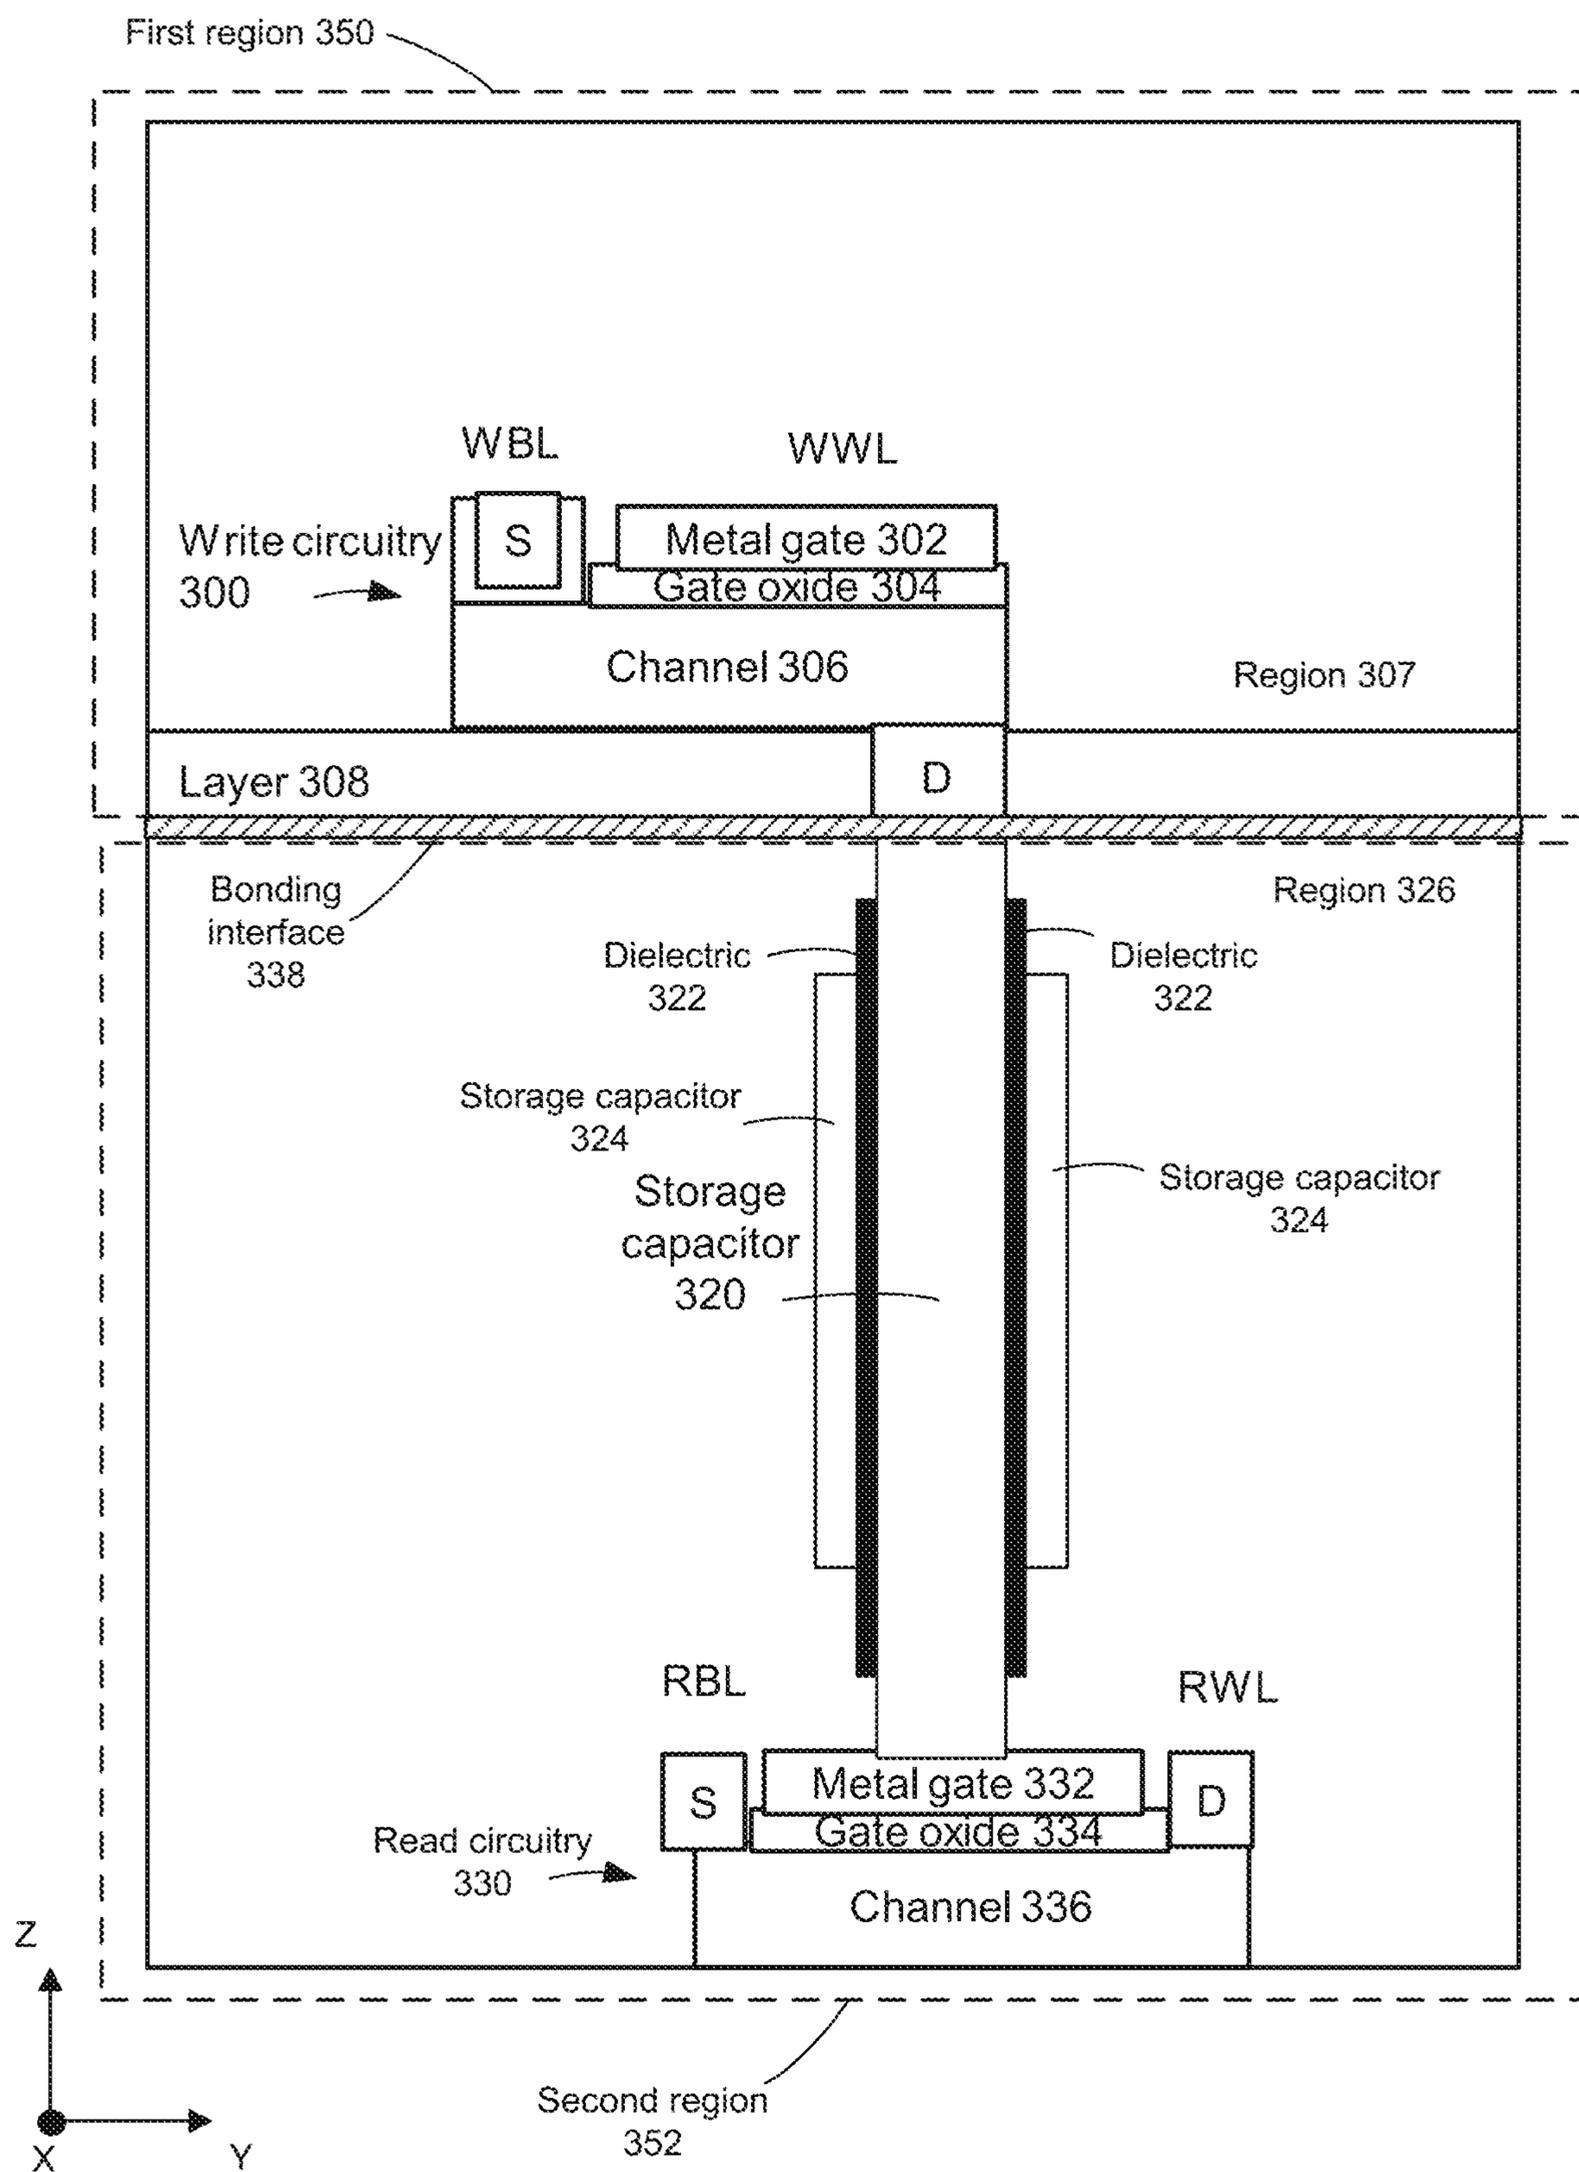 First region 350
WBL
WWL
Write circuitry
300
S
Metal gate 302
Gate oxide 304
Channel 306
Region 307
Layer 308
D
Bonding
interface
338
Region 326
Dielectric
322
Dielectric
322
Storage capacitor
324
Storage
capacitor
320
Storage capacitor
324
RBL
RWL
S
Metal gate 332
D
Gate oxide 334
Read circuitry
330
Channel 336
Z
X
Y
Second region
352